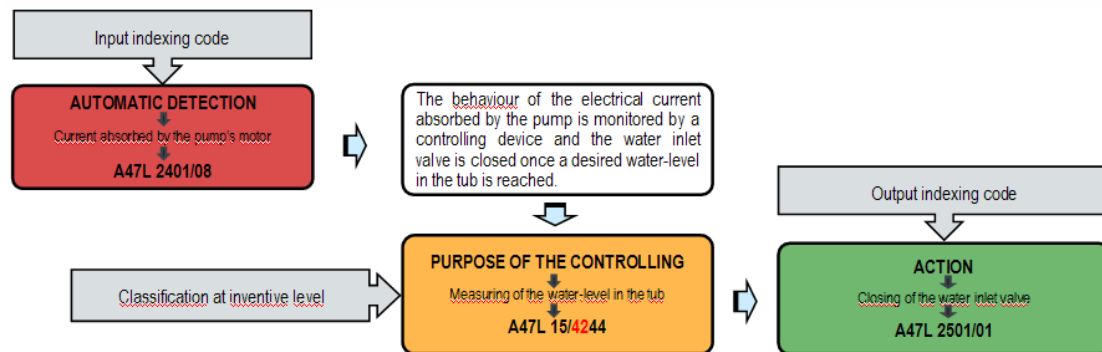 Input indexing code
AUTOMATIC DETECTION
Current absorbed by the pump's motor
A47L 2401/08
The behaviour of the electrical current
absorbed by the pump is monitored by a
controlling device and the water inlet
valve is closed once a desired water-level
in the tub is reached.
Output indexing code
Classification at inventive level
PURPOSE OF THE CONTROLLING
Measuring of the water-level in the tub
A47L 15/4244
ACTION
Closing of the water inlet valve
A47L 2501/01